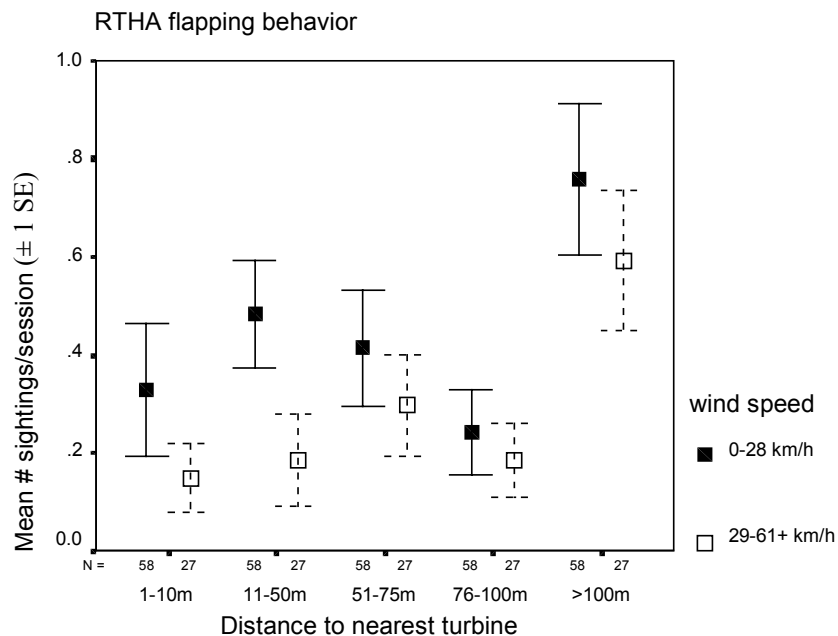 RTHA flapping behavior
Mean # sightings/session (± 1 SE)
1.0
.8
.6
.4
.2
0.0
N = 58 27 58 27 58 27 58 27 58 27
1-10m 11-50m 51-75m 76-100m >100m
Distance to nearest turbine
wind speed
0-28 km/h
29-61+ km/h